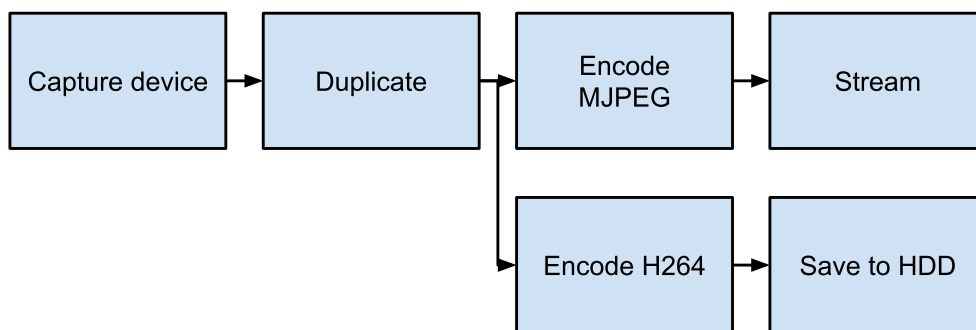 Capture device
Duplicate
Encode
MJPEG
Stream
Encode H264
Save to HDD